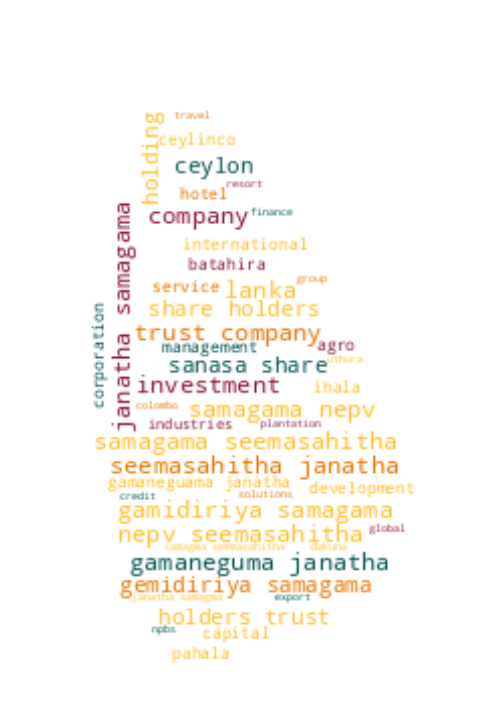 travel
holding
ceylinco
ceylon
resort
hotel
company
finance
janatha samagama
international
batahira
group
service
lanka
share holders
corporation
trust company
management
agro
uthura
sanasa share
investment
ihala
colombo
samagama nepv
industries
plantation
samagama seemasahitha
seemasahitha janatha
gamaneguama janatha
development
credit
solutions
gamidiriya samagama
nepv seemasahitha
global
samagma seemasahitha
dakuna
gamaneguma janatha
gemidiriya samagama
janatha samagma
export
holders trust
npbs
capital
pahala